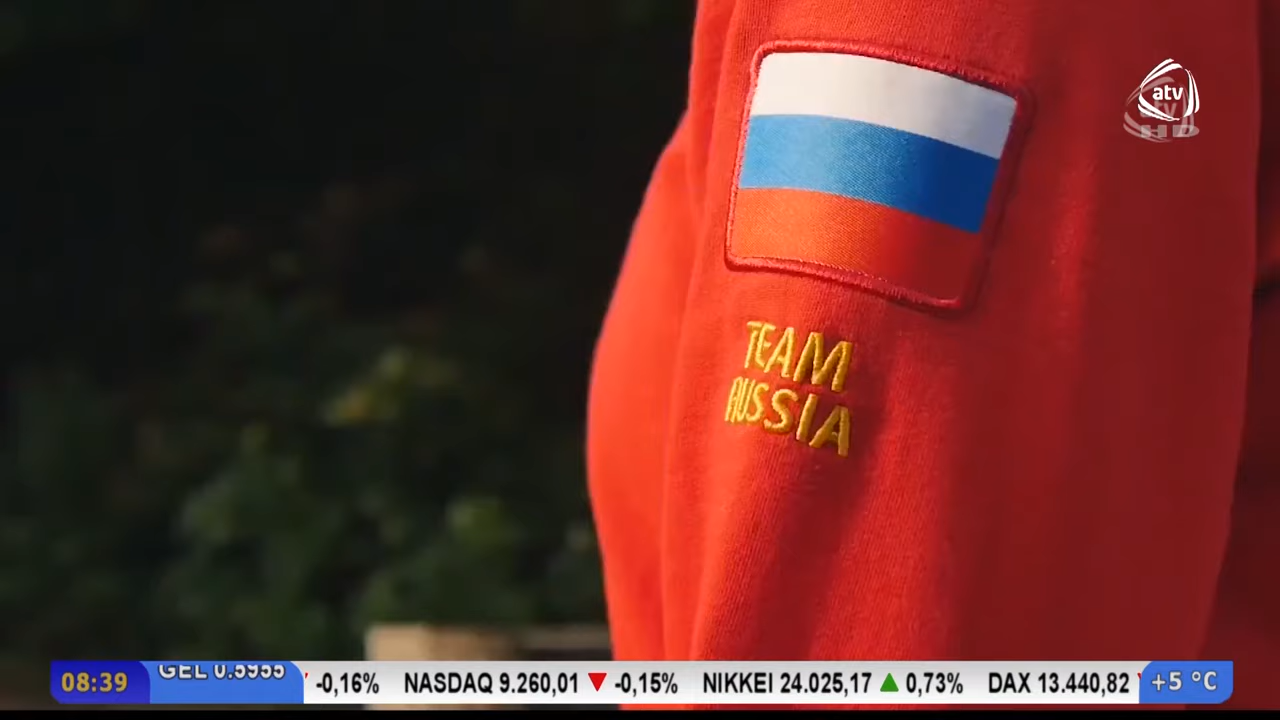 atv
HD
TEAM
RUSSIA
08:39
GEL 0.5955
-0,16% NASDAQ 9.260,01 -0,15% NIKKEI 24.025,17 0,73% DAX 13.440,82
+5 °C